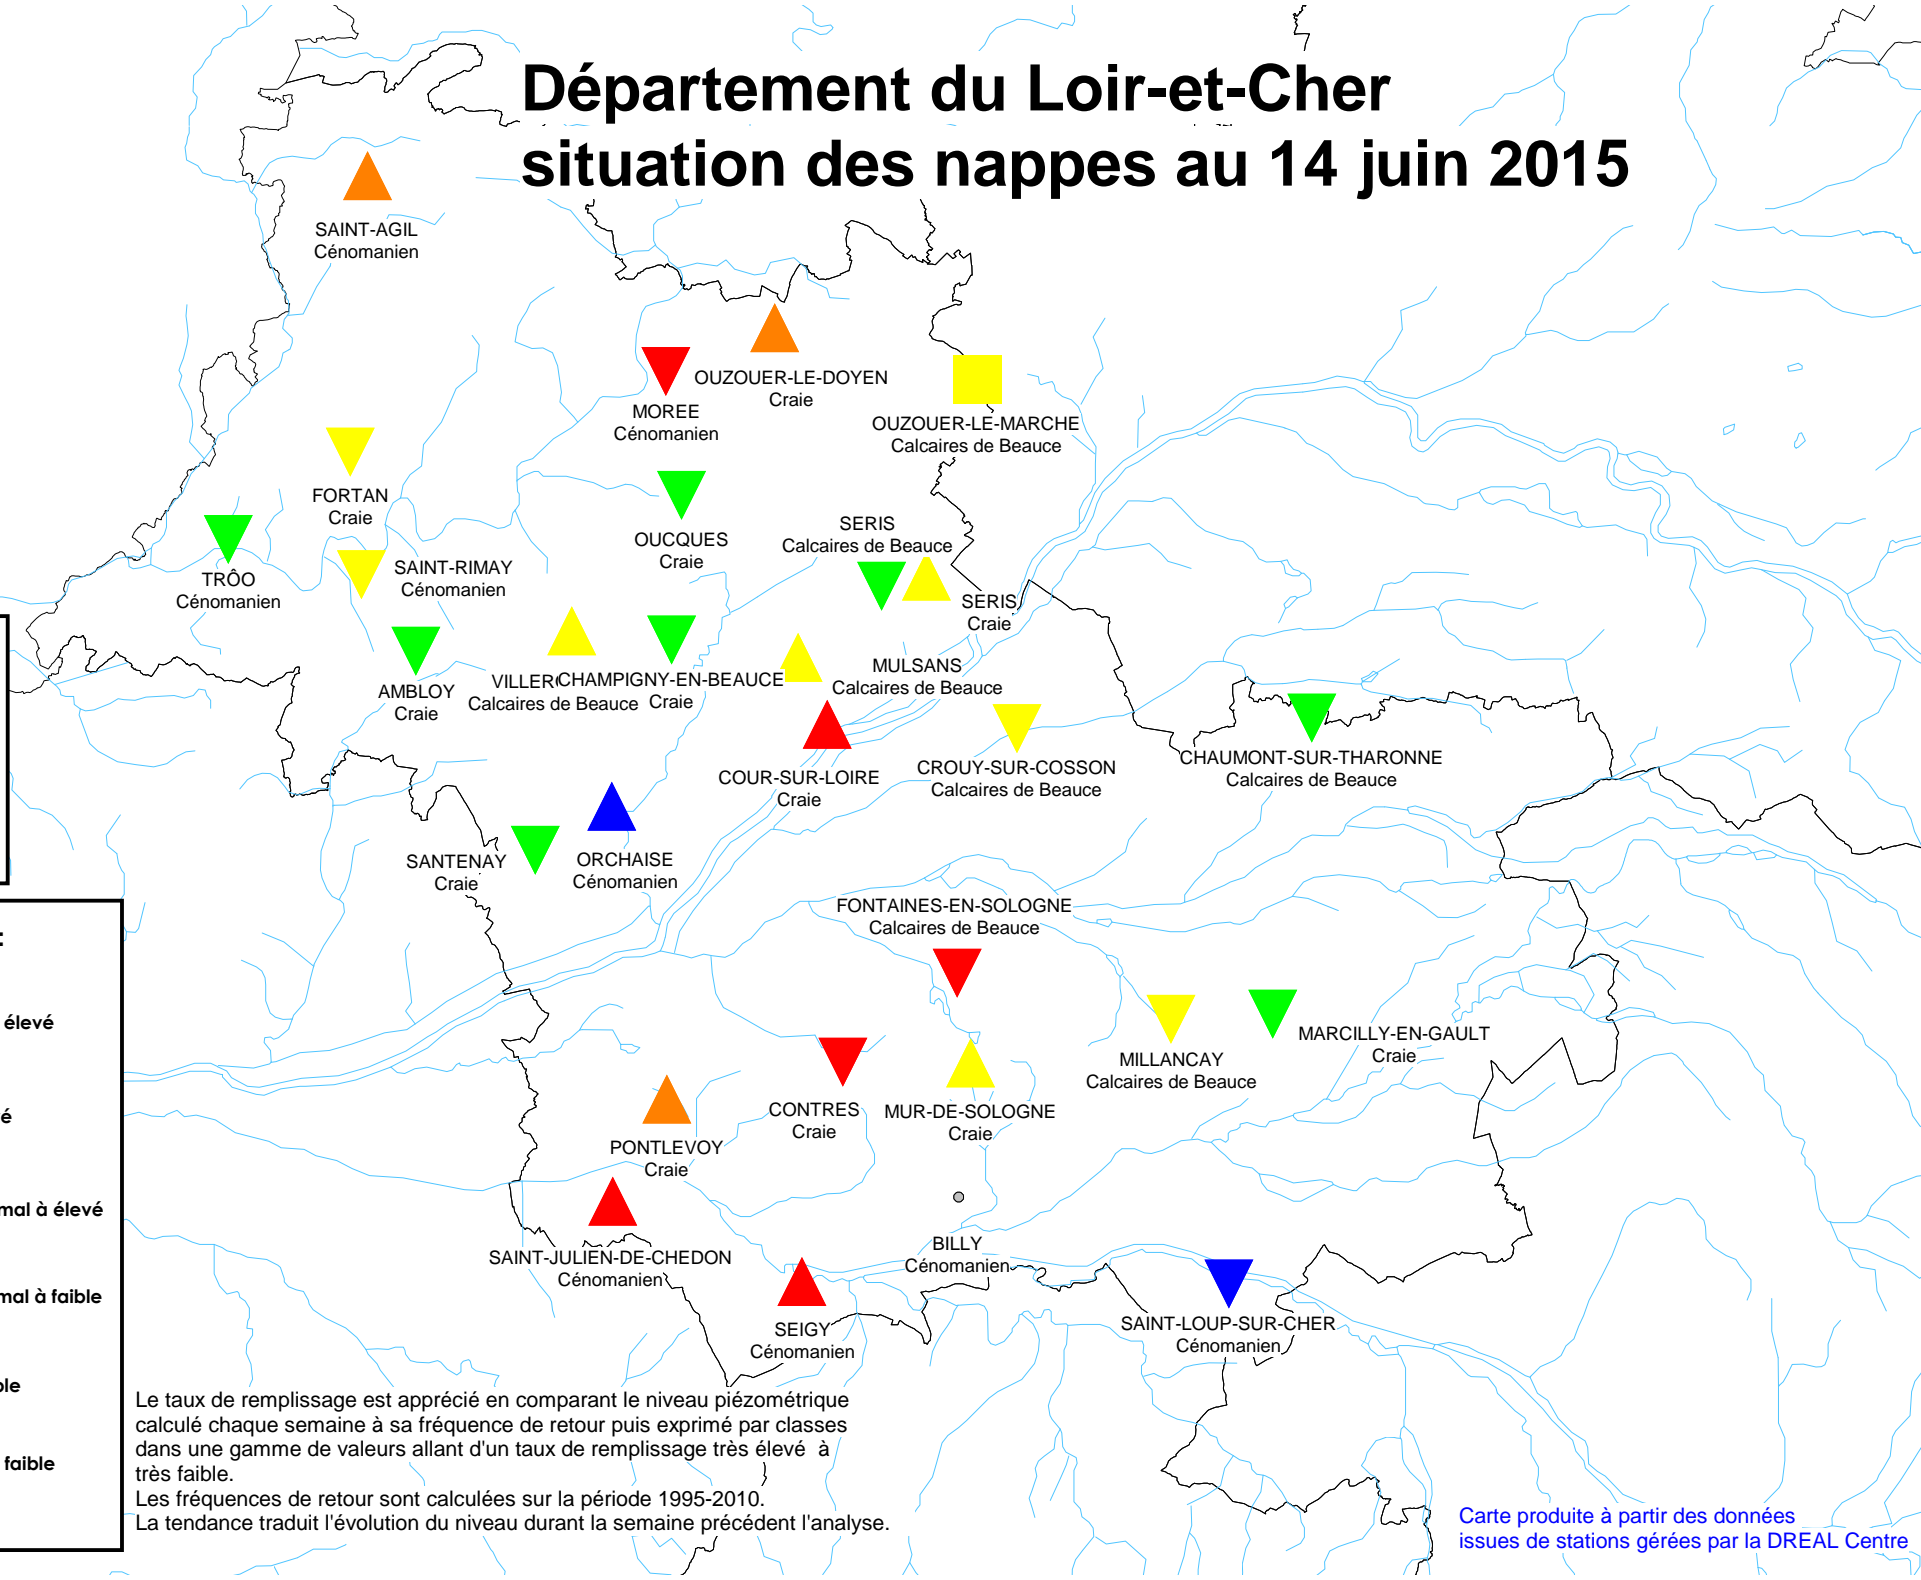 Département du Loir-et-Cher
situation des nappes au 14 juin 2015
SAINT-AGIL
Cénomanien
OUZOUER-LE-DOYEN
Craie
MOREE
Cénomanien
OUZOUER-LE-MARCHE
Calcaires de Beauce
FORTAN
Craie
OUCQUES
Craie
SERIS
Calcaires de Beauce
TRÔO
Cénomanien
SAINT-RIMAY
Cénomanien
SERIS
Craie
AMBLOY
Craie
Calcaires de Beauce
CHAMPIGNY-EN-BEAUCE
Craie
MULSANS
Calcaires de Beauce
COUR-SUR-LOIRE
Craie
CROUY-SUR-COSSON
Calcaires de Beauce
CHAUMONT-SUR-THARONNE
Calcaires de Beauce
SANTENAY
Craie
ORCHAISE
Cénomanien
FONTAINES-EN-SOLOGNE
Calcaires de Beauce
MARCILLY-EN-GAULT
Craie
MILLANCAY
Calcaires de Beauce
CONTRES
Craie
MUR-DE-SOLOGNE
Craie
PONTLEVOY
Craie
SAINT-JULIEN-DE-CHEDON
Cénomanien
BILLY
Cénomanien
SEIGY
Cénomanien
SAINT-LOUP-SUR-CHER
Cénomanien
:
élevé
mal à élevé
mal à faible
faible
Le taux de remplissage est apprécié en comparant le niveau piézométrique
calculé chaque semaine à sa fréquence de retour puis exprimé par classes
dans une gamme de valeurs allant d'un taux de remplissage très élevé à
très faible.
Les fréquences de retour sont calculées sur la période 1995-2010.
La tendance traduit l'évolution du niveau durant la semaine précédent l'analyse.
Carte produite à partir des données
issues de stations gérées par la DREAL Centre